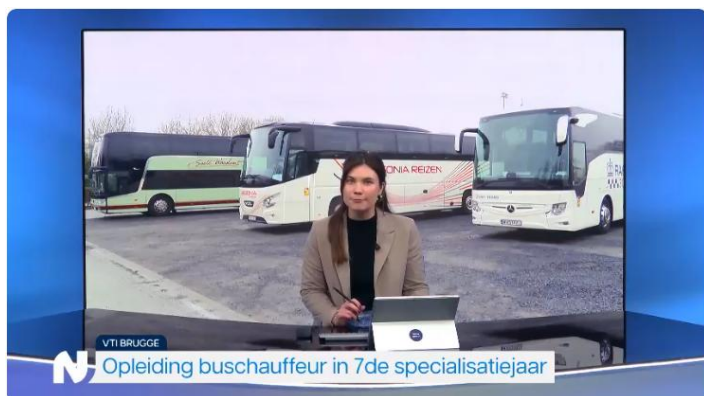 ONIA REIZEN
VTI BRUGGE
N
Opleiding buschauffeur in 7de specialisatiejaar